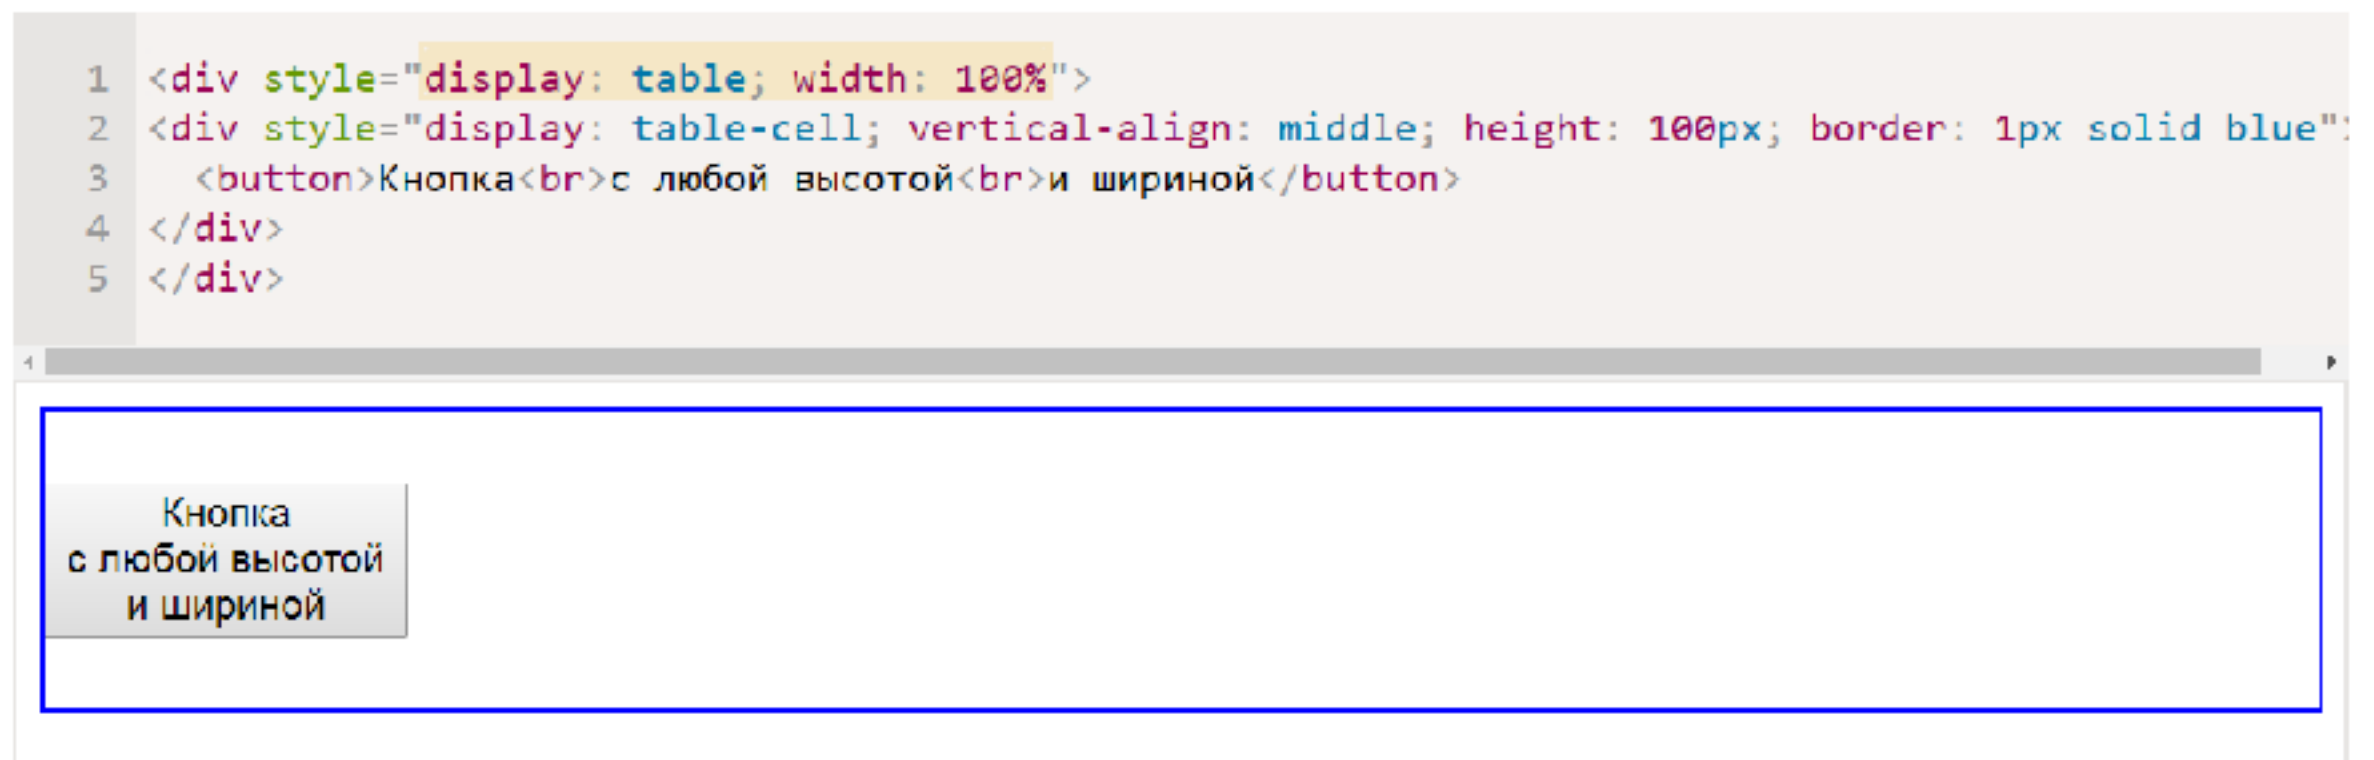 1 <div style="display: table; width: 100%">
2 <div style="display: table-cell; vertical-align: middle; height: 100px; border: 1px solid blue">
3 <button>Кнопка<br>с любой высотой<br>и шириной</button>
4 </div>
5 </div>
Кнопка
с любой высотой
и шириной